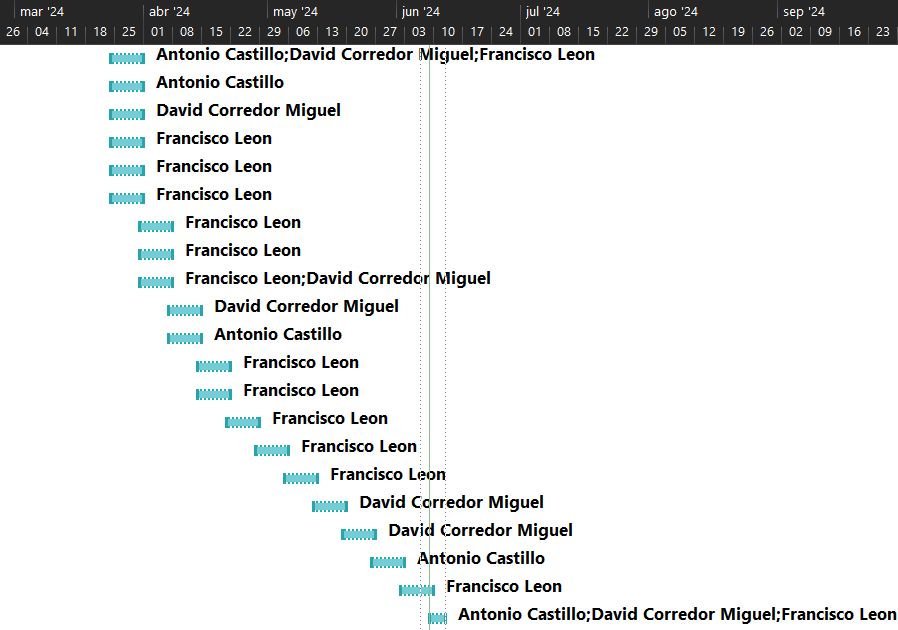 mar '24 abr '24 may '24 jun '24 jul '24 ago '24 sep '24
26 04 11 18 25 01 08 15 22 29 06 13 20 27 03 10 17 24 01 08 15 22 29 05 12 19 26 02 09 16 23
Antonio Castillo;David Corredor Miguel;Francisco Leon
Antonio Castillo
David Corredor Miguel
Francisco Leon
Francisco Leon
Francisco Leon
Francisco Leon
Francisco Leon
Francisco Leon;David Corredor Miguel
David Corredor Miguel
Antonio Castillo
Francisco Leon
Francisco Leon
Francisco Leon
Francisco Leon
Francisco Leon
David Corredor Miguel
David Corredor Miguel
Antonio Castillo
Francisco Leon
Antonio Castillo;David Corredor Miguel;Francisco Leon